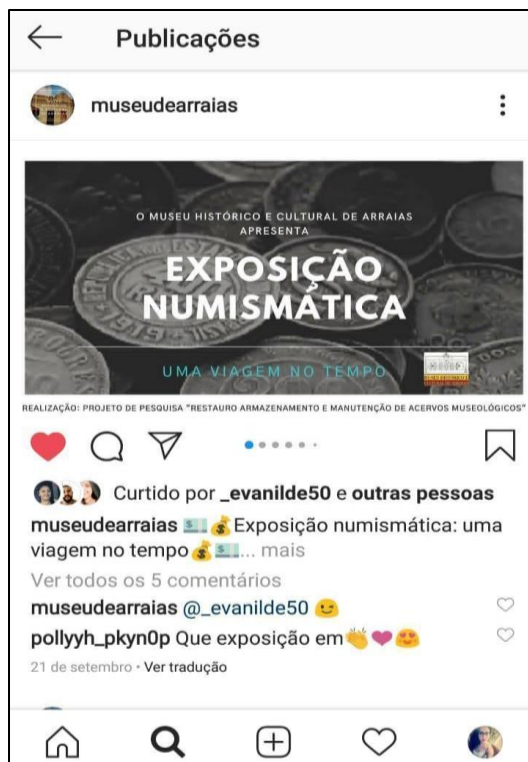 Publicações
museudearraias
O MUSEU HISTÓRICO E CULTURAL DE ARRAIAS
APRESENTA
EXPOSIÇÃO
NUMISMÁTICA
UMA VIAGEM NO TEMPO
REALIZAÇÃO: PROJETO DE PESQUISA "RESTAURO ARMAZENAMENTO E MANUTENÇÃO DE ACERVOS MUSEOLÓGICOS"
Curtido por _evanilde50 e outras pessoas
museudearraias 💵💰Exposição numismática: uma
viagem no tempo💰💵... mais
Ver todos os 5 comentários
museudearraias @_evanilde50 😉
pollyyh_pkyn0p Que exposição em👏❤😍
21 de setembro · Ver tradução